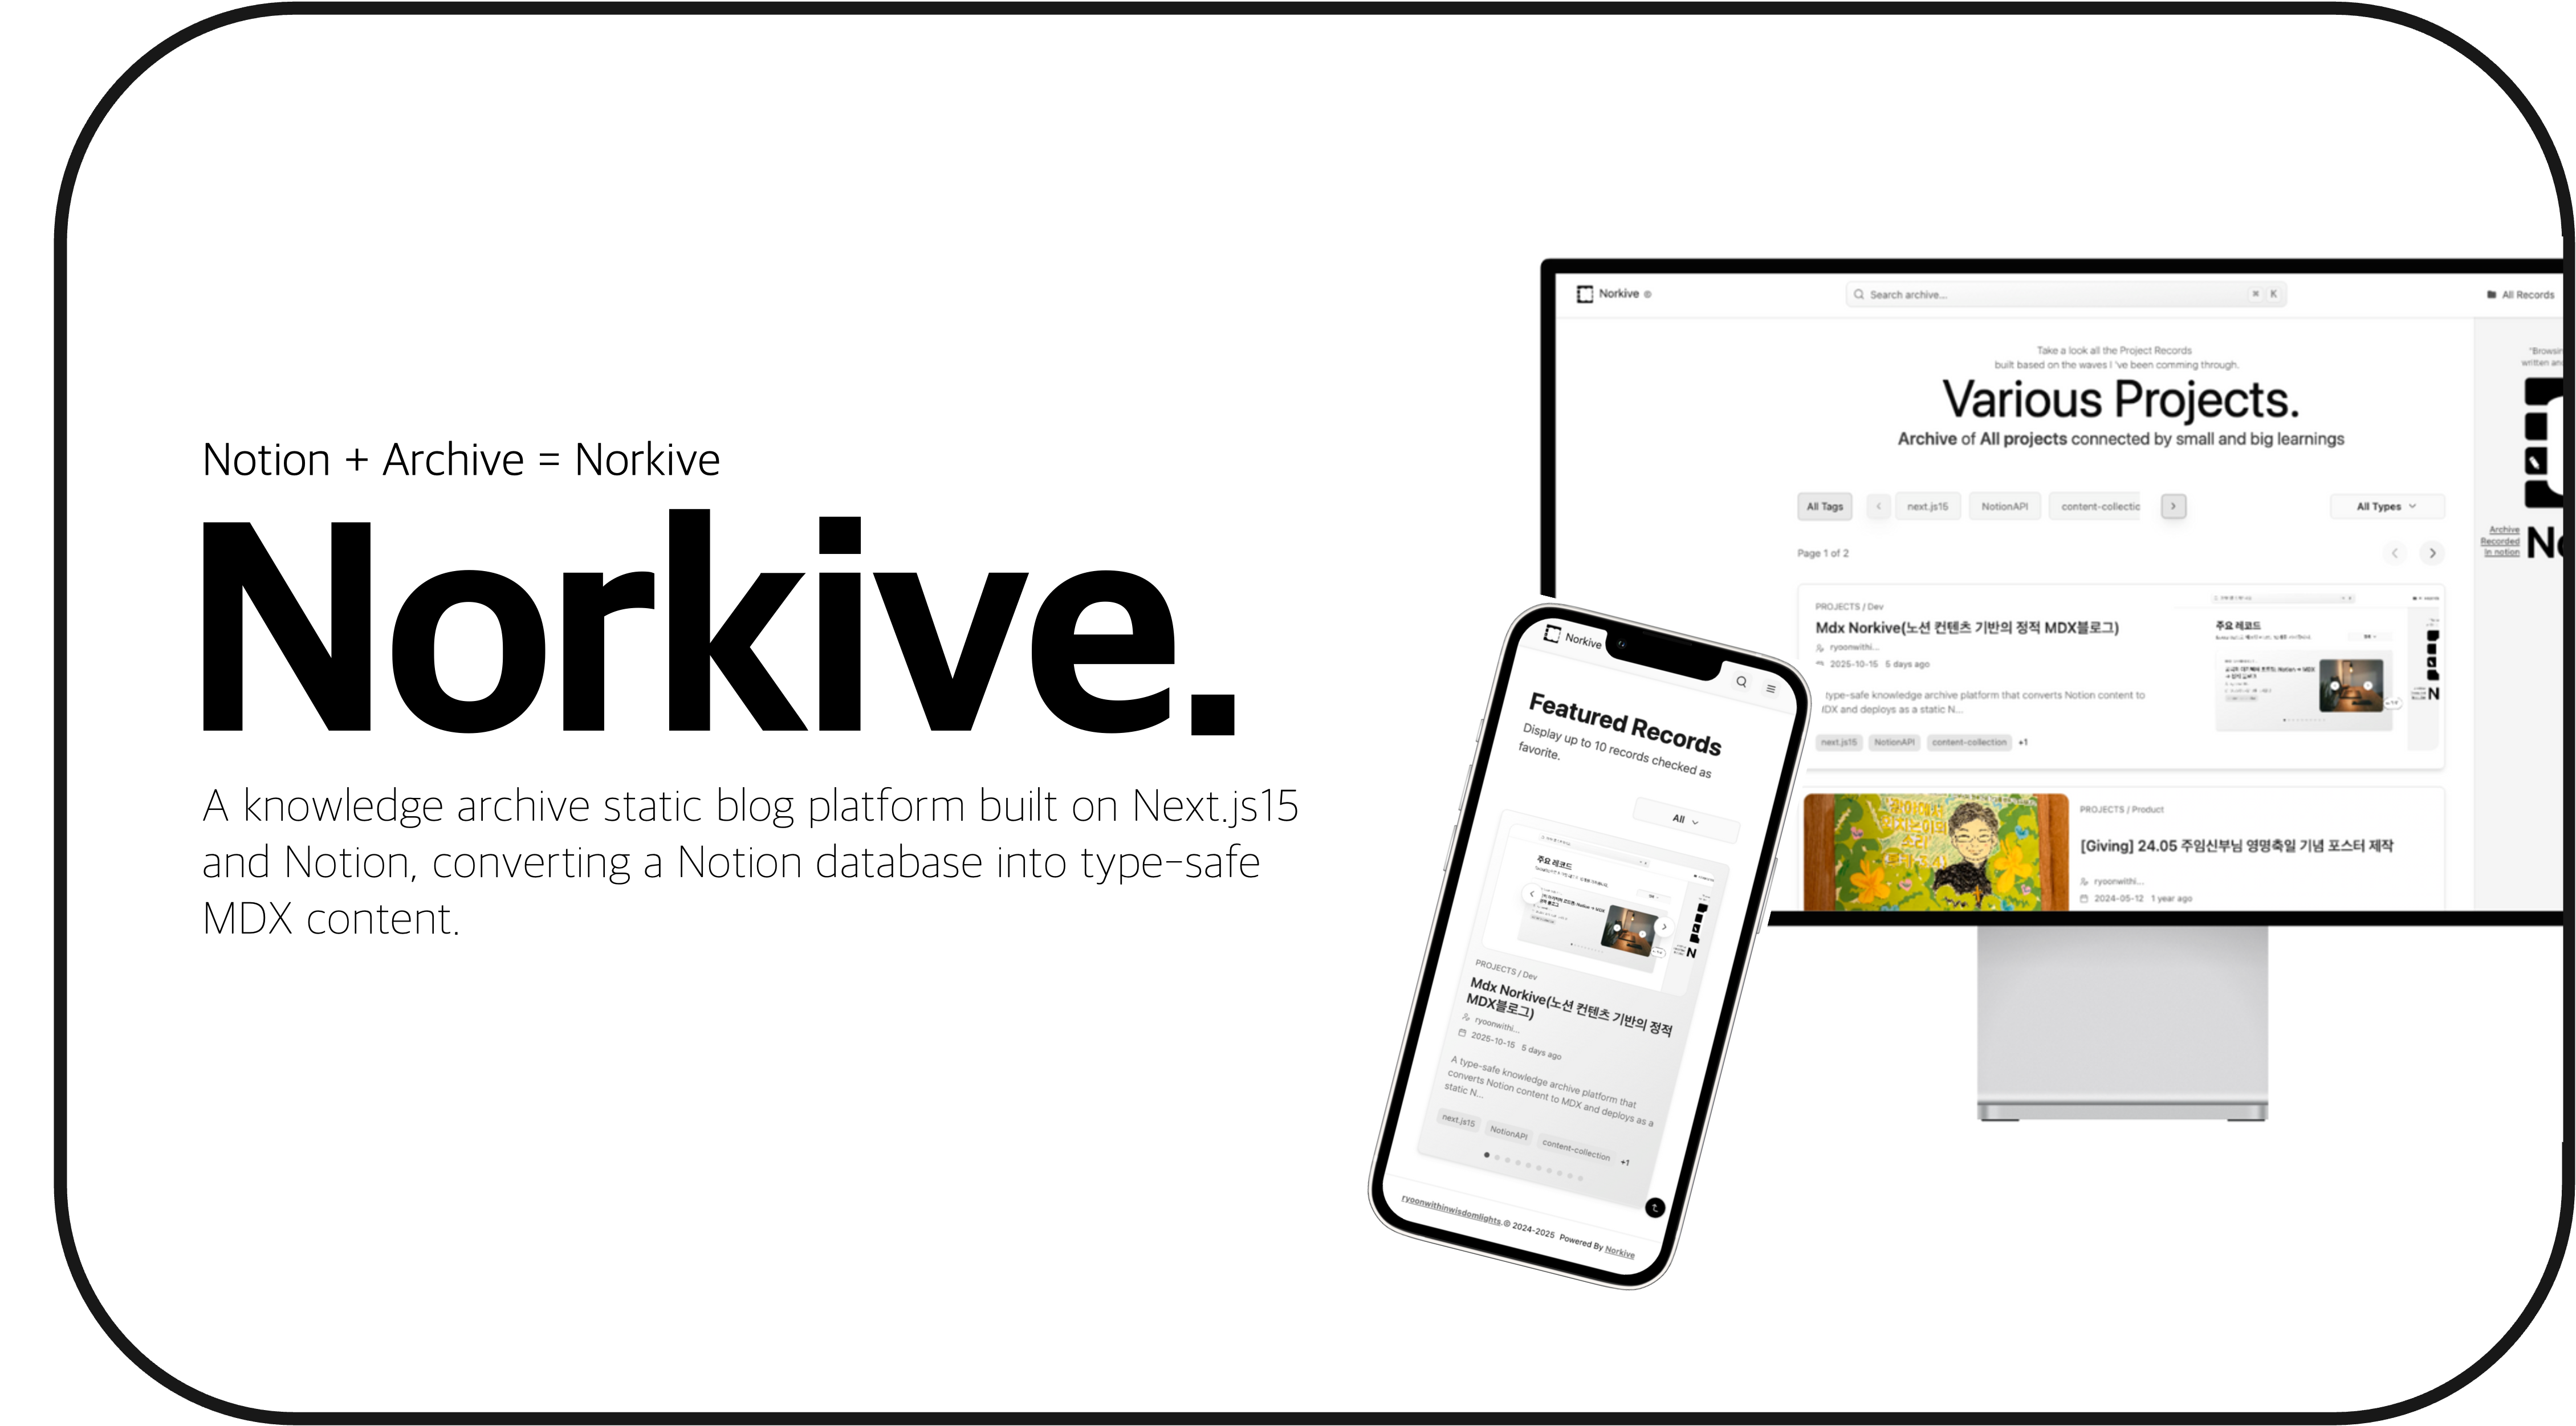 Notion + Archive = Norkive
Norkive.
A knowledge archive static blog platform built on Next.js15
and Notion, converting a Notion database into type-safe
MDX content.
Norkive
Search archive...
⌘ K
All Records
Take a look all the Project Records
built based on the waves I 've been comming through.
Various Projects.
Archive of All projects connected by small and big learnings
All Tags
next.js15
NotionAPI
content-collectio
All Types
Page 1 of 2
Archive
Recorded
In notion
PROJECTS / Dev
Mdx Norkive(노션 컨텐츠 기반의 정적 MDX블로그)
ryoonwithi...
2025-10-15 5 days ago
type-safe knowledge archive platform that converts Notion content to
DX and deploys as a static N...
next.js15 NotionAPI content-collection +1
주요 레코드
PROJECTS / Product
[Giving] 24.05 주임신부님 영명축일 기념 포스터 제작
ryoonwithi...
2024-05-12 1 year ago
Norkive
Featured Records
Display up to 10 records checked as
favorite.
All
주요 레코드
PROJECTS / Dev
Mdx Norkive(노션 컨텐츠 기반의 정적
MDX블로그)
ryoonwithi...
2025-10-15 5 days ago
A type-safe knowledge archive platform that
converts Notion content to MDX and deploys as a
static N...
next.js15 NotionAPI content-collection +1
ryoonwithinwisdomlights.© 2024-2025 Powered By Norkive